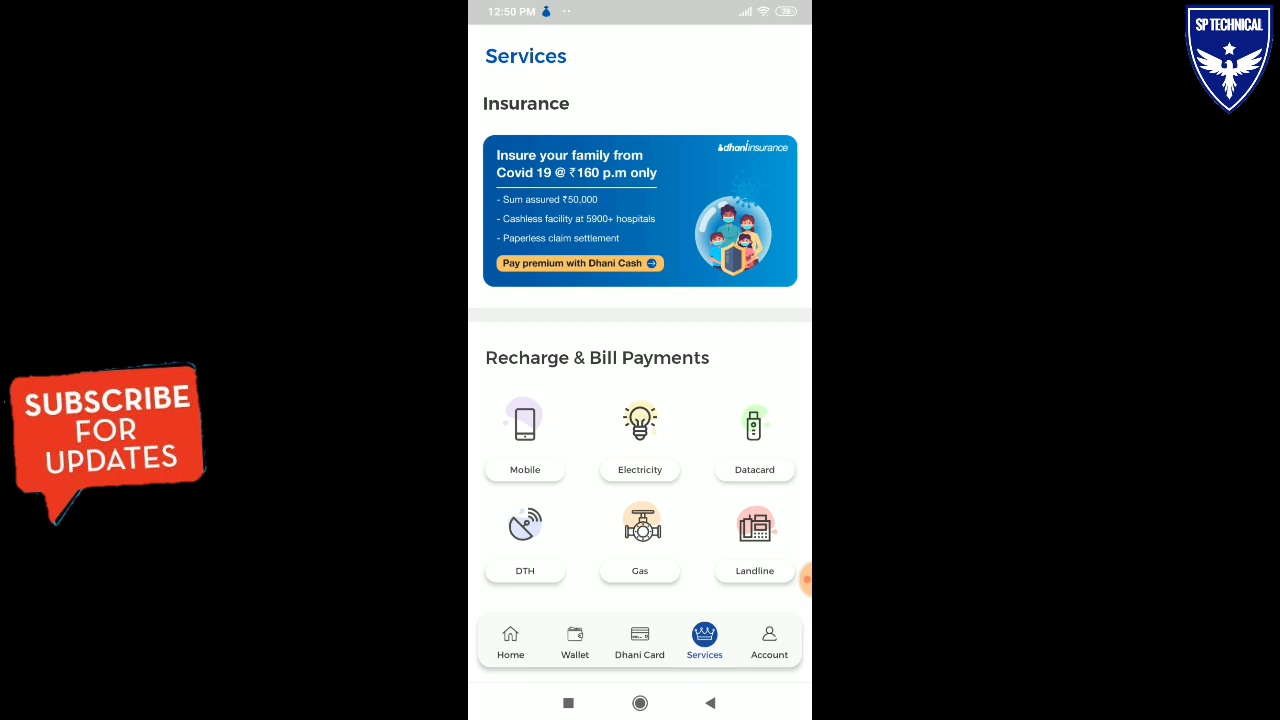 12:50 PM
28
SP TECHNICAL
Services
Insurance
dhani insurance
Insure your family from
Covid 19 @ ₹160 p.m only
- Sum assured ₹50,000
- Cashless facility at 5900+ hospitals
- Paperless claim settlement
Pay premium with Dhani Cash
SUBSCRIBE
FOR
UPDATES
Recharge & Bill Payments
Mobile
Electricity
Datacard
DTH
Gas
Landline
Home
Wallet
Dhani Card
Services
Account